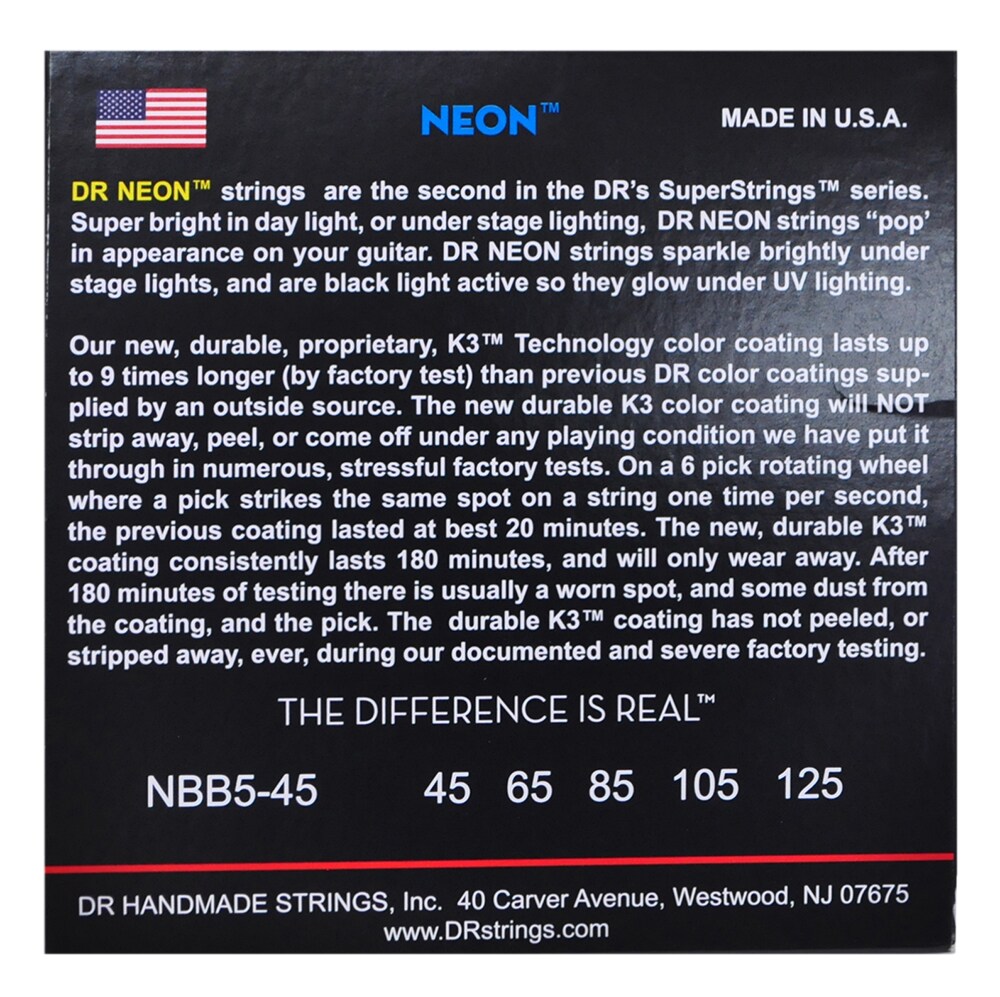 NEON™ MADE IN U.S.A.
DR NEON™ strings are the second in the DR's SuperStrings™ series.
Super bright in day light, or under stage lighting, DR NEON strings "pop'
in appearance on your guitar. DR NEON strings sparkle brightly under
stage lights, and are black light active so they glow under UV lighting.
Our new, durable, proprietary, K3™ Technology color coating lasts up
to 9 times longer (by factory test) than previous DR color coatings sup-
plied by an outside source. The new durable K3 color coating will NOT
strip away, peel, or come off under any playing condition we have put it
through in numerous, stressful factory tests. On a 6 pick rotating wheel
where a pick strikes the same spot on a string one time per second,
the previous coating lasted at best 20 minutes. The new, durable K3™
coating consistently lasts 180 minutes, and will only wear away. After
180 minutes of testing there is usually a worn spot, and some dust from
the coating, and the pick. The durable K3™ coating has not peeled, or
stripped away, ever, during our documented and severe factory testing.
THE DIFFERENCE IS REAL™
NBB5-45 45 65 85 105 125
DR HANDMADE STRINGS, Inc. 40 Carver Avenue, Westwood, NJ 07675
www.DRstrings.com